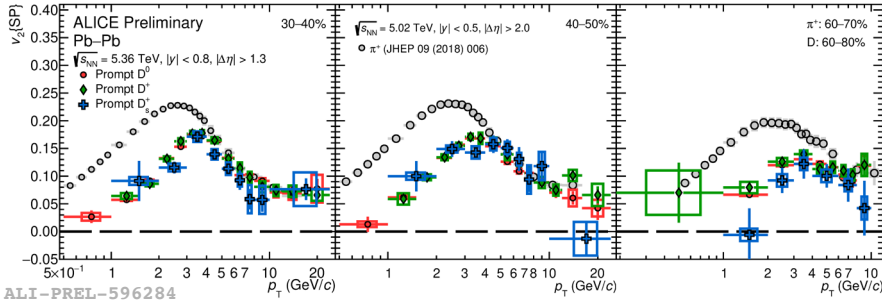 ALICE Preliminary
Pb−Pb
√sNN = 5.36 TeV, |y| < 0.8, |Δη| > 1.3
Prompt D⁰
Prompt D⁺
Prompt Dₛ⁺
30−40%
√sNN = 5.02 TeV, |y| < 0.5, |Δη| > 2.0
π± (JHEP 09 (2018) 006)
40−50%
π±: 60−70%
D: 60−80%
v₂{SP}
0.40
0.35
0.30
0.25
0.20
0.15
0.10
0.05
0.00
−0.05
5×10⁻¹ 1 2 3 4 5 6 7 10 20
pT (GeV/c)
1 2 3 4 5 6 7 8 10 20
pT (GeV/c)
1 2 3 4 5 6 7 10
pT (GeV/c)
ALI-PREL-596284